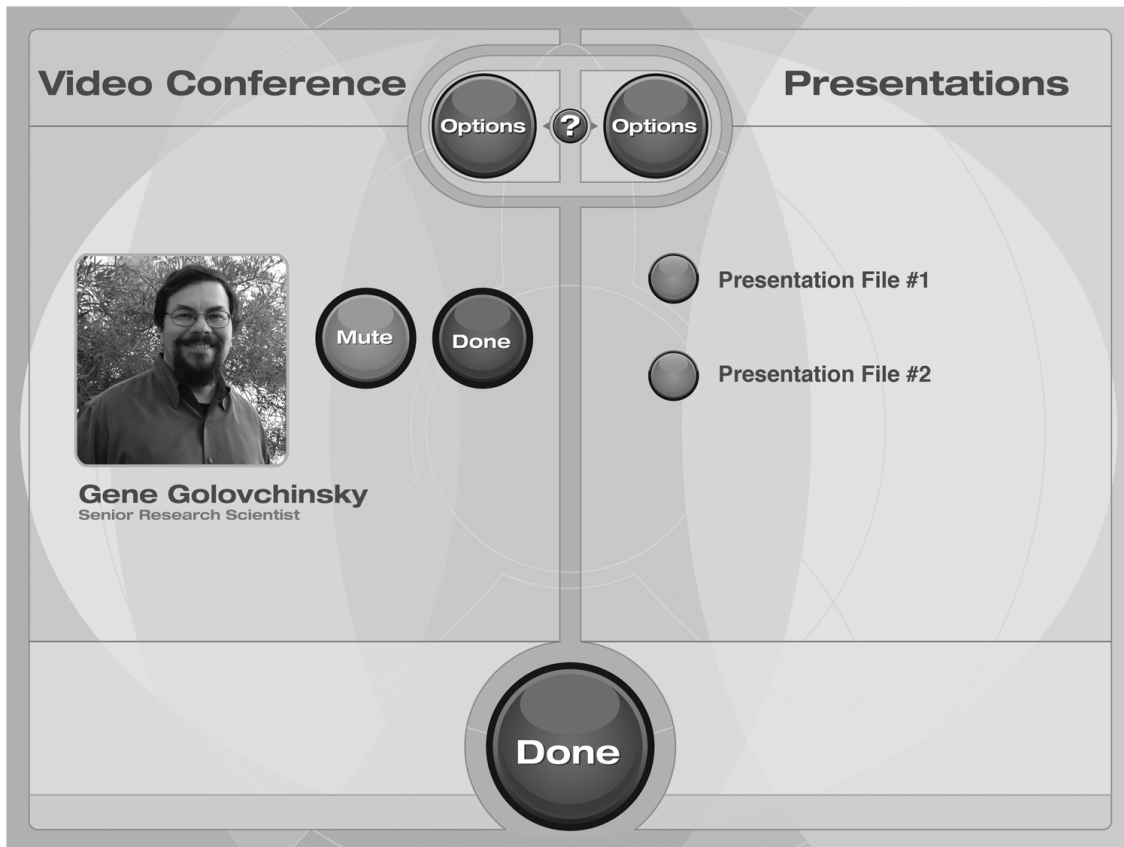 Video Conference
Options
?
Options
Presentations
Mute
Done
Gene Golovchinsky
Senior Research Scientist
Presentation File #1
Presentation File #2
Done